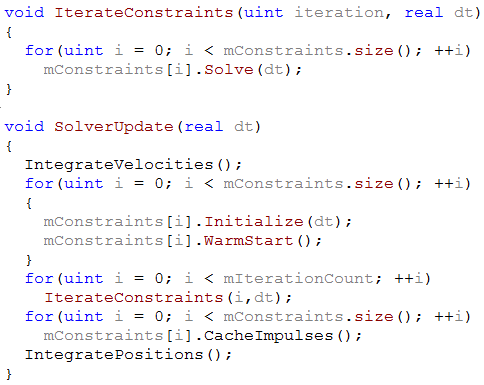 void IterateConstraints(uint iteration, real dt)
{
  for(uint i = 0; i < mConstraints.size(); ++i)
    mConstraints[i].Solve(dt);
}
void SolverUpdate(real dt)
{
  IntegrateVelocities();
  for(uint i = 0; i < mConstraints.size(); ++i)
  {
    mConstraints[i].Initialize(dt);
    mConstraints[i].WarmStart();
  }
  for(uint i = 0; i < mIterationCount; ++i)
    IterateConstraints(i,dt);
  for(uint i = 0; i < mConstraints.size(); ++i)
    mConstraints[i].CacheImpulses();
  IntegratePositions();
}